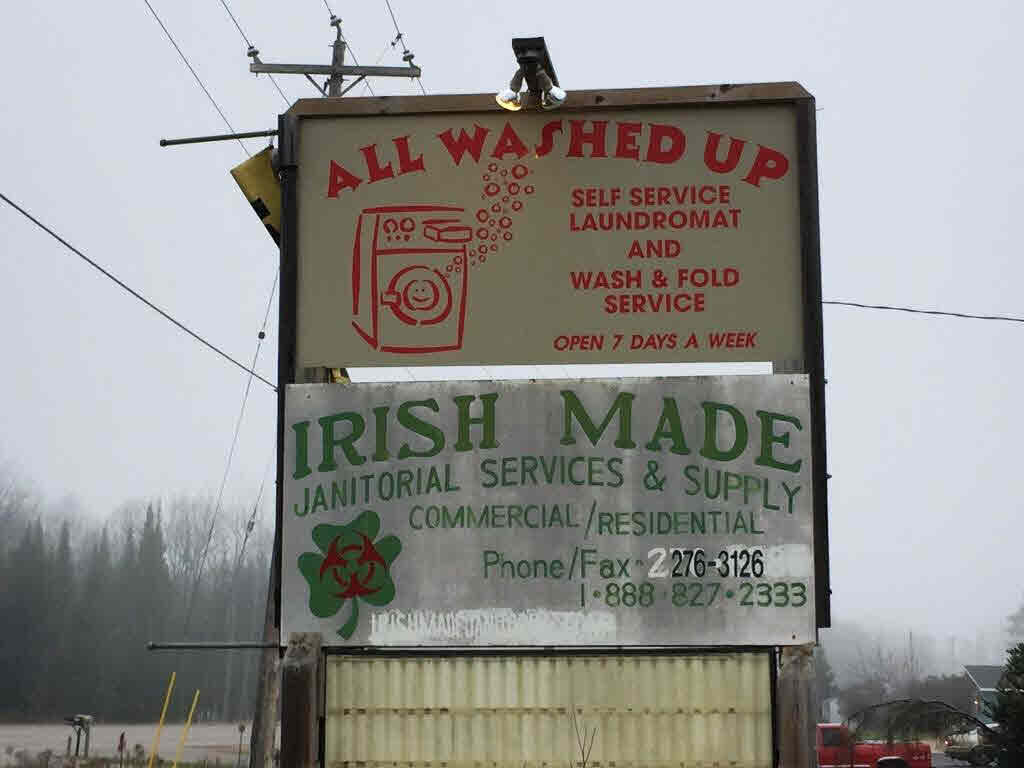 ALL WASHED UP
SELF SERVICE
LAUNDROMAT
AND
WASH & FOLD
SERVICE
OPEN 7 DAYS A WEEK
IRISH MADE
JANITORIAL SERVICES & SUPPLY
COMMERCIAL/RESIDENTIAL
Phone/Fax 276-3126
1•888•827•2333